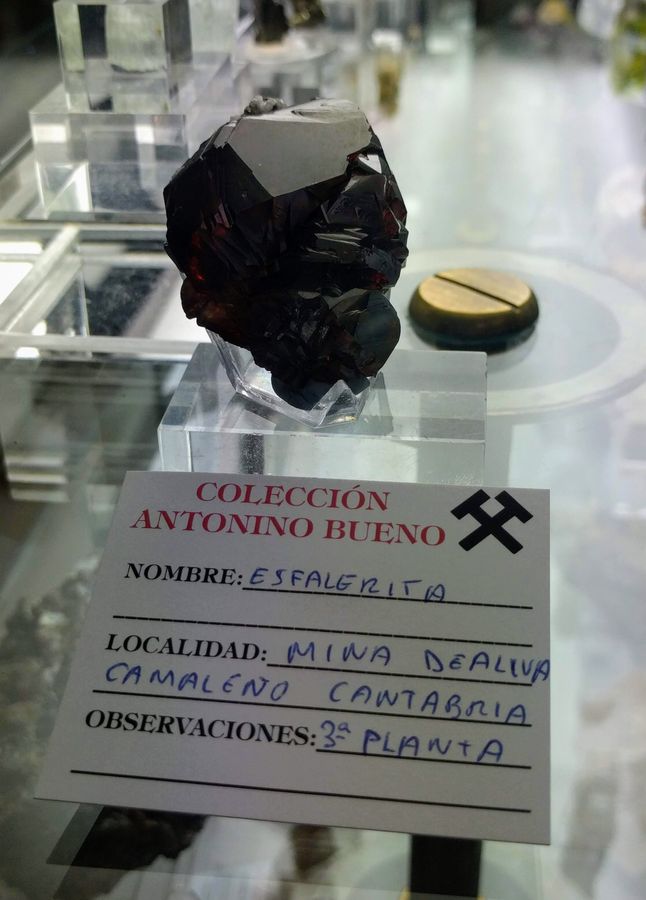 COLECCIÓN
ANTONINO BUENO
NOMBRE: ESFALERITA
LOCALIDAD: MINA DEALIVA
CAMALEÑO CANTABRIA
OBSERVACIONES: 3ª PLANTA